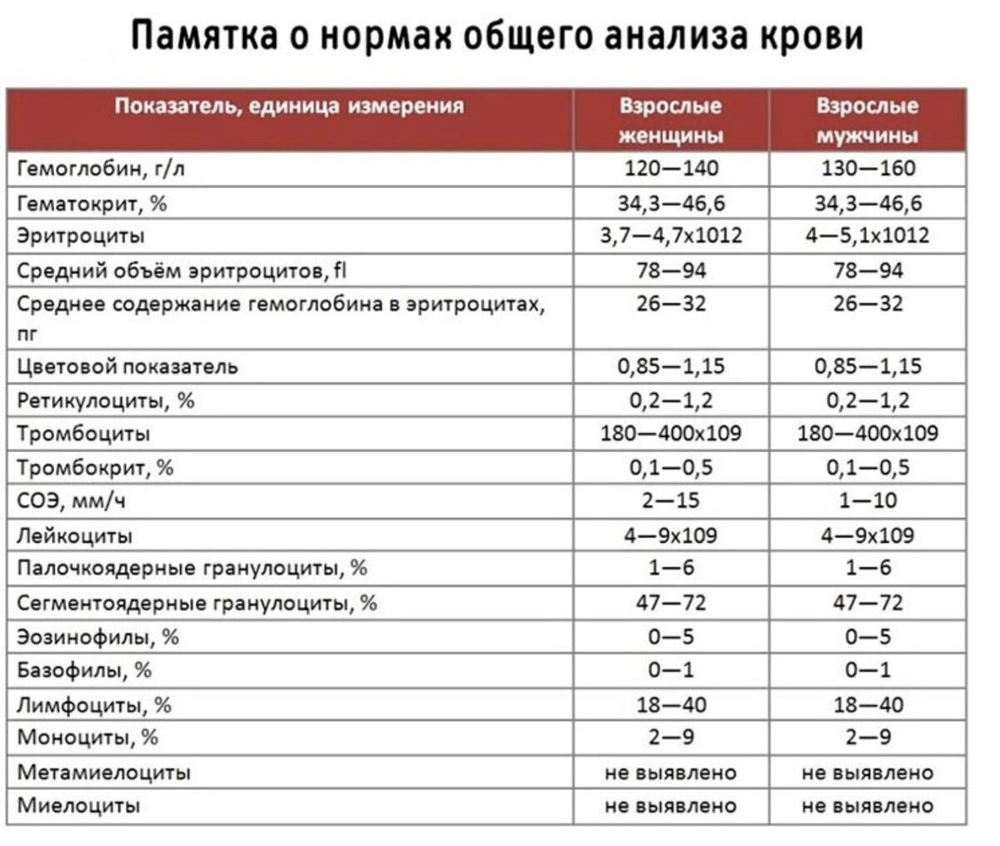 Памятка о нормах общего анализа крови
Показатель, единица измерения Взрослые женщины Взрослые мужчины
Гемоглобин, г/л 120—140 130—160
Гематокрит, % 34,3—46,6 34,3—46,6
Эритроциты 3,7—4,7x1012 4—5,1x1012
Средний объём эритроцитов, fl 78—94 78—94
Среднее содержание гемоглобина в эритроцитах, 26—32 26—32
пг
Цветовой показатель 0,85—1,15 0,85—1,15
Ретикулоциты, % 0,2—1,2 0,2—1,2
Тромбоциты 180—400x109 180—400x109
Тромбокрит, % 0,1—0,5 0,1—0,5
СОЭ, мм/ч 2—15 1—10
Лейкоциты 4—9x109 4—9x109
Палочкоядерные гранулоциты, % 1—6 1—6
Сегментоядерные гранулоциты, % 47—72 47—72
Эозинофилы, % 0—5 0—5
Базофилы, % 0—1 0—1
Лимфоциты, % 18—40 18—40
Моноциты, % 2—9 2—9
Метамиелоциты не выявлено не выявлено
Миелоциты не выявлено не выявлено